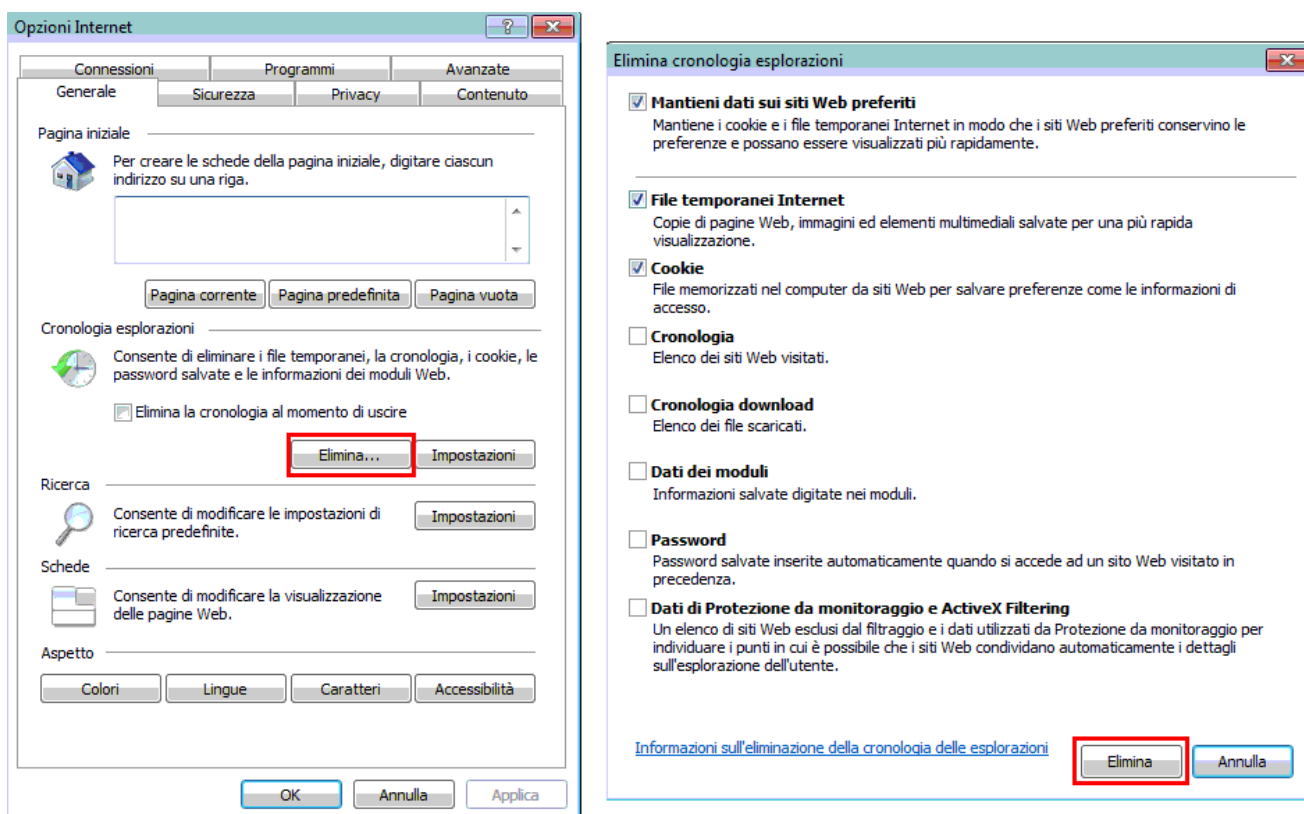 Opzioni Internet
Connessioni Programmi Avanzate
Generale Sicurezza Privacy Contenuto
Pagina iniziale
Per creare le schede della pagina iniziale, digitare ciascun
indirizzo su una riga.
Pagina corrente Pagina predefinita Pagina vuota
Cronologia esplorazioni
Consente di eliminare i file temporanei, la cronologia, i cookie, le
password salvate e le informazioni dei moduli Web.
Elimina la cronologia al momento di uscire
Elimina... Impostazioni
Ricerca
Consente di modificare le impostazioni di
ricerca predefinite.
Impostazioni
Schede
Consente di modificare la visualizzazione
delle pagine Web.
Impostazioni
Aspetto
Colori Lingue Caratteri Accessibilità
OK Annulla Applica
Elimina cronologia esplorazioni
Mantieni dati sui siti Web preferiti
Mantiene i cookie e i file temporanei Internet in modo che i siti Web preferiti conservino le
preferenze e possano essere visualizzati più rapidamente.
File temporanei Internet
Copie di pagine Web, immagini ed elementi multimediali salvate per una più rapida
visualizzazione.
Cookie
File memorizzati nel computer da siti Web per salvare preferenze come le informazioni di
accesso.
Cronologia
Elenco dei siti Web visitati.
Cronologia download
Elenco dei file scaricati.
Dati dei moduli
Informazioni salvate digitate nei moduli.
Password
Password salvate inserite automaticamente quando si accede ad un sito Web visitato in
precedenza.
Dati di Protezione da monitoraggio e ActiveX Filtering
Un elenco di siti Web esclusi dal filtraggio e i dati utilizzati da Protezione da monitoraggio per
individuare i punti in cui è possibile che i siti Web condividano automaticamente i dettagli
sull'esplorazione dell'utente.
Informazioni sull'eliminazione della cronologia delle esplorazioni
Elimina Annulla